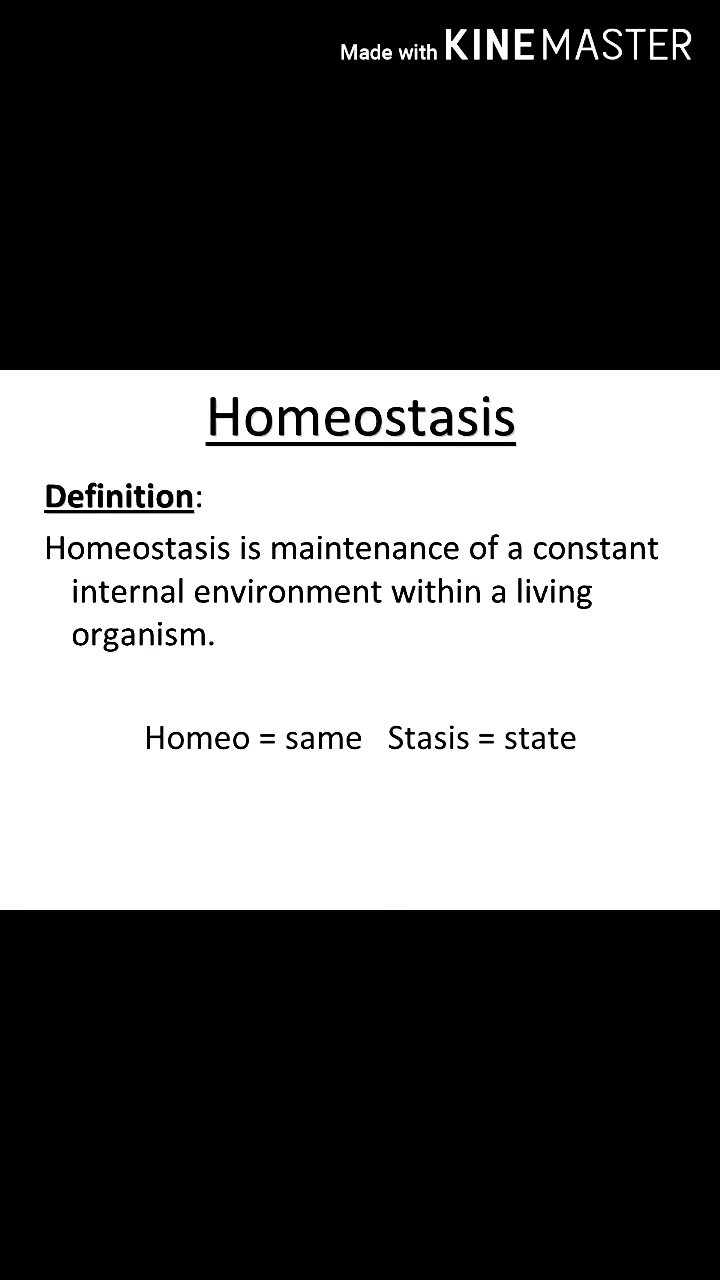 Made with KINEMASTER
Homeostasis
Definition:
Homeostasis is maintenance of a constant
internal environment within a living
organism.
Homeo = same   Stasis = state